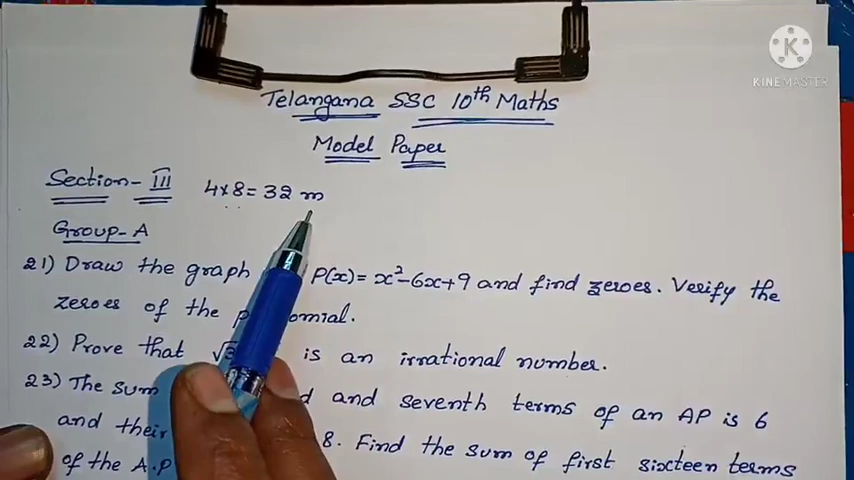 KINEMASTER
Telangana SSC 10th Maths
Model Paper
Section-III 4x8=32 m
Group-A
21) Draw the graph P(x)= x²-6x+9 and find zeroes. Verify the
zeroes of the nomial.
22) Prove that is an irrational number.
23) The sum and seventh terms of an AP is 6
and their 8. Find the sum of first sixteen terms
of the A.P